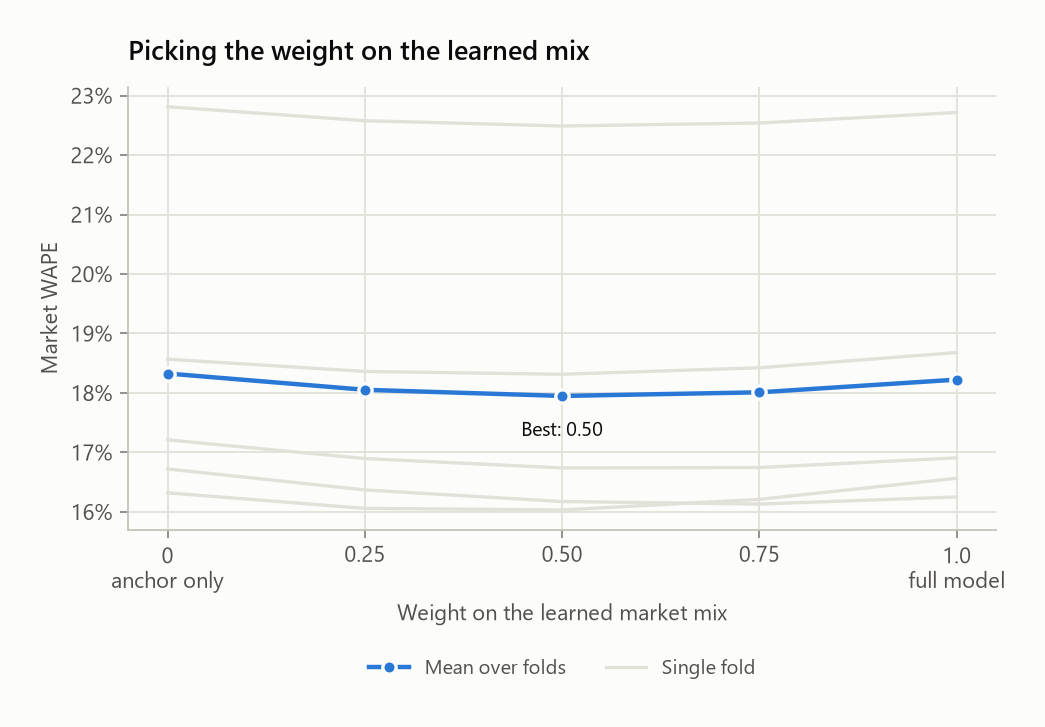 Picking the weight on the learned mix
23%
22%
21%
20%
19%
18%
17%
16%
Market WAPE
Best: 0.50
0
0.25
0.50
0.75
1.0
anchor only
full model
Weight on the learned market mix
Mean over folds
Single fold